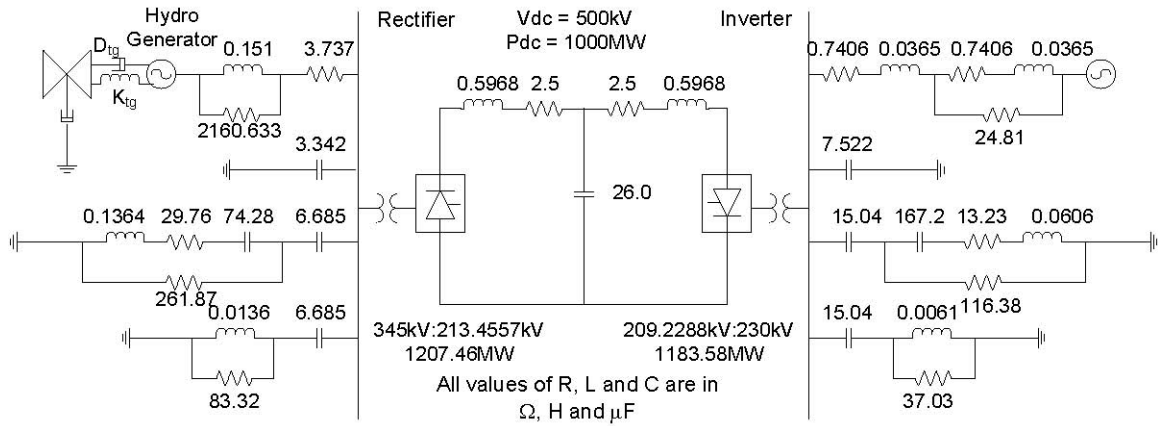 Hydro
Generator
Rectifier
Vdc = 500kV
Pdc = 1000MW
Inverter
Dtg
Ktg
0.151
3.737
2160.633
3.342
0.1364
29.76
74.28
6.685
261.87
0.0136
6.685
83.32
0.5968
2.5
2.5
0.5968
26.0
345kV:213.4557kV
1207.46MW
209.2288kV:230kV
1183.58MW
All values of R, L and C are in
Ω, H and μF
0.7406
0.0365
0.7406
0.0365
24.81
7.522
15.04
167.2
13.23
0.0606
116.38
15.04
0.0061
37.03